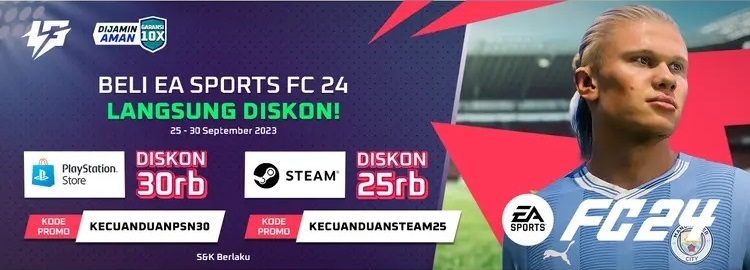 DIJAMIN
AMAN
GARANSI
10X
BELI EA SPORTS FC 24
LANGSUNG DISKON!
25 - 30 September 2023
PlayStation
Store
DISKON
30rb
STEAM
DISKON
25rb
KODE
PROMO
KECUANDUANPSN30
KODE
PROMO
KECUANDUANSTEAM25
S&K Berlaku
EA
SPORTS
FC24